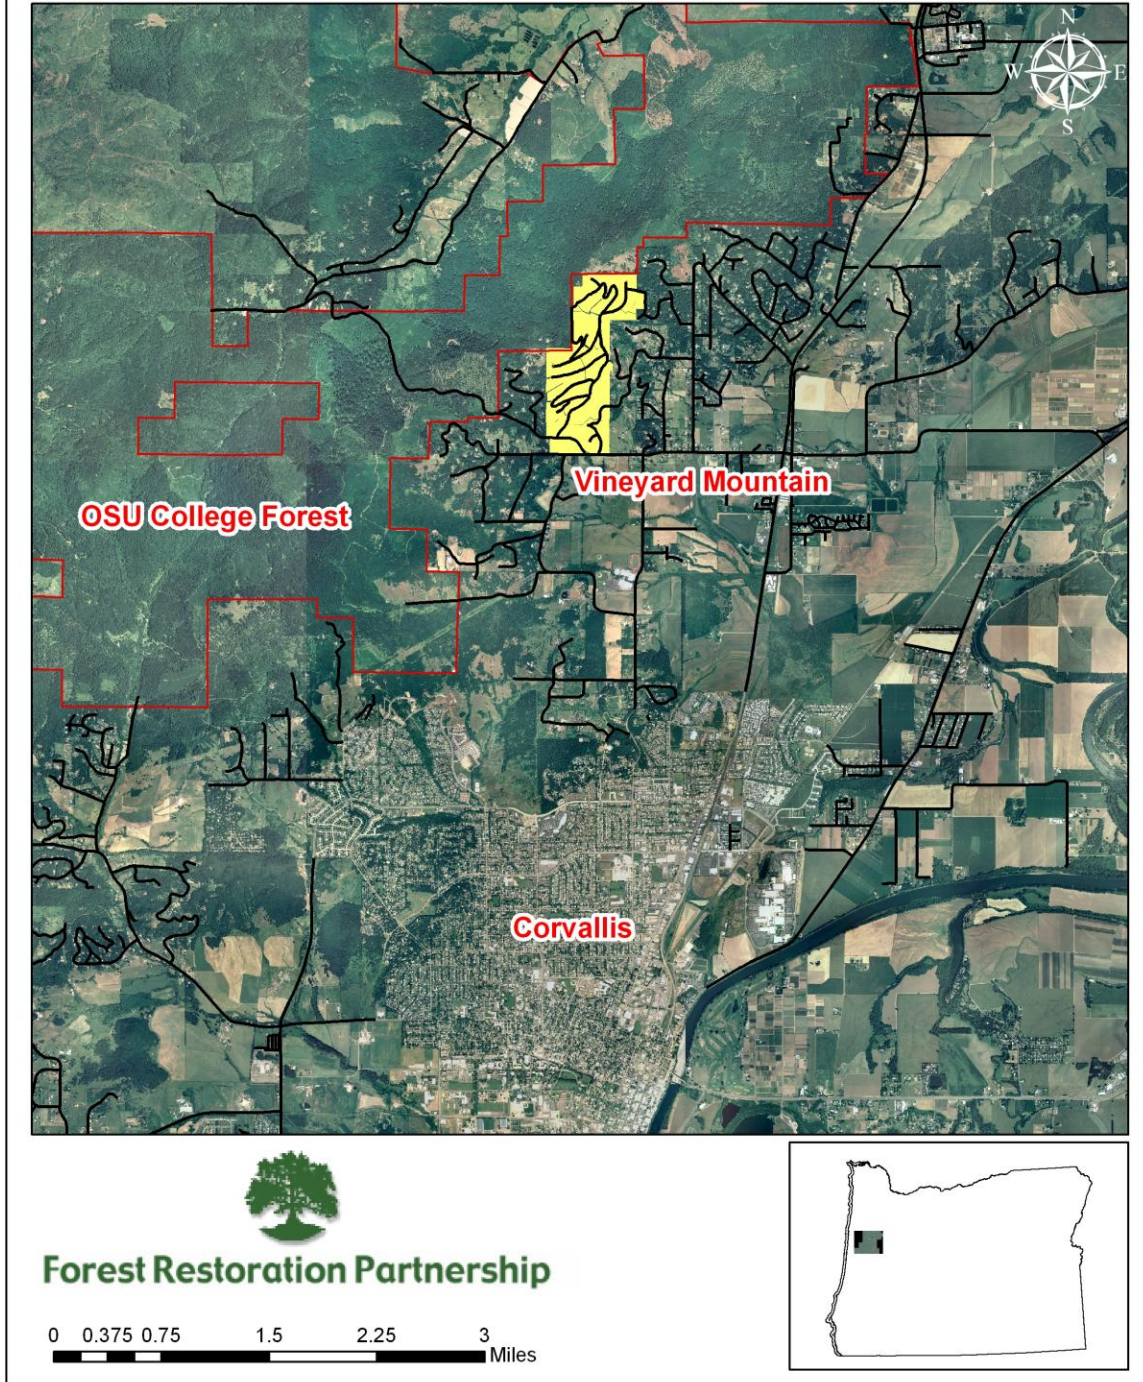 N
W E
S
Vineyard Mountain
OSU College Forest
Corvallis
Forest Restoration Partnership
0 0.375 0.75 1.5 2.25 3
Miles